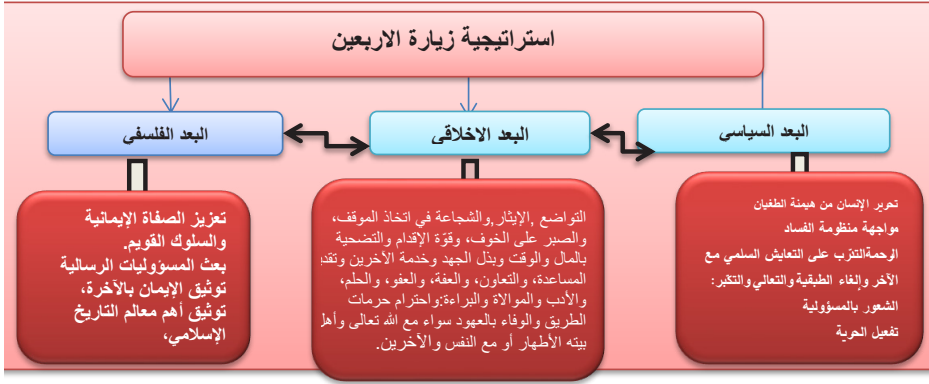 استراتيجية زيارة الاربعين
البعد السياسي
البعد الاخلاقي
البعد الفلسفي
تحرير الإنسان من هيمنة الطغيان
مواجهة منظومة الفساد
الوحمةالتدّرب على التعايش السلمي مع
الآخر وإلغاء الطبقية والتعالي والتكبر:
الشعور بالمسؤولية
تفعيل الحرية
التواضع ,الإيثار,والشجاعة في اتخاذ الموقف،
والصبر على الخوف، وقوّة الإقدام والتضحية
بالمال والوقت وبذل الجهد وخدمة الآخرين وتقد
المساعدة، والتعاون، والعفة، والعفو، والحلم،
والأدب والموالاة والبراءة:واحترام حرمات
الطريق والوفاء بالعهود سواء مع الله تعالى وأهل
بيته الأطهار أو مع النفس والآخرين.
تعزيز الصفاة الإيمانية
والسلوك القويم.
بعث المسؤوليات الرسالية
توثيق الإيمان بالآخرة،
توثيق أهم معالم التاريخ
الإسلامي،